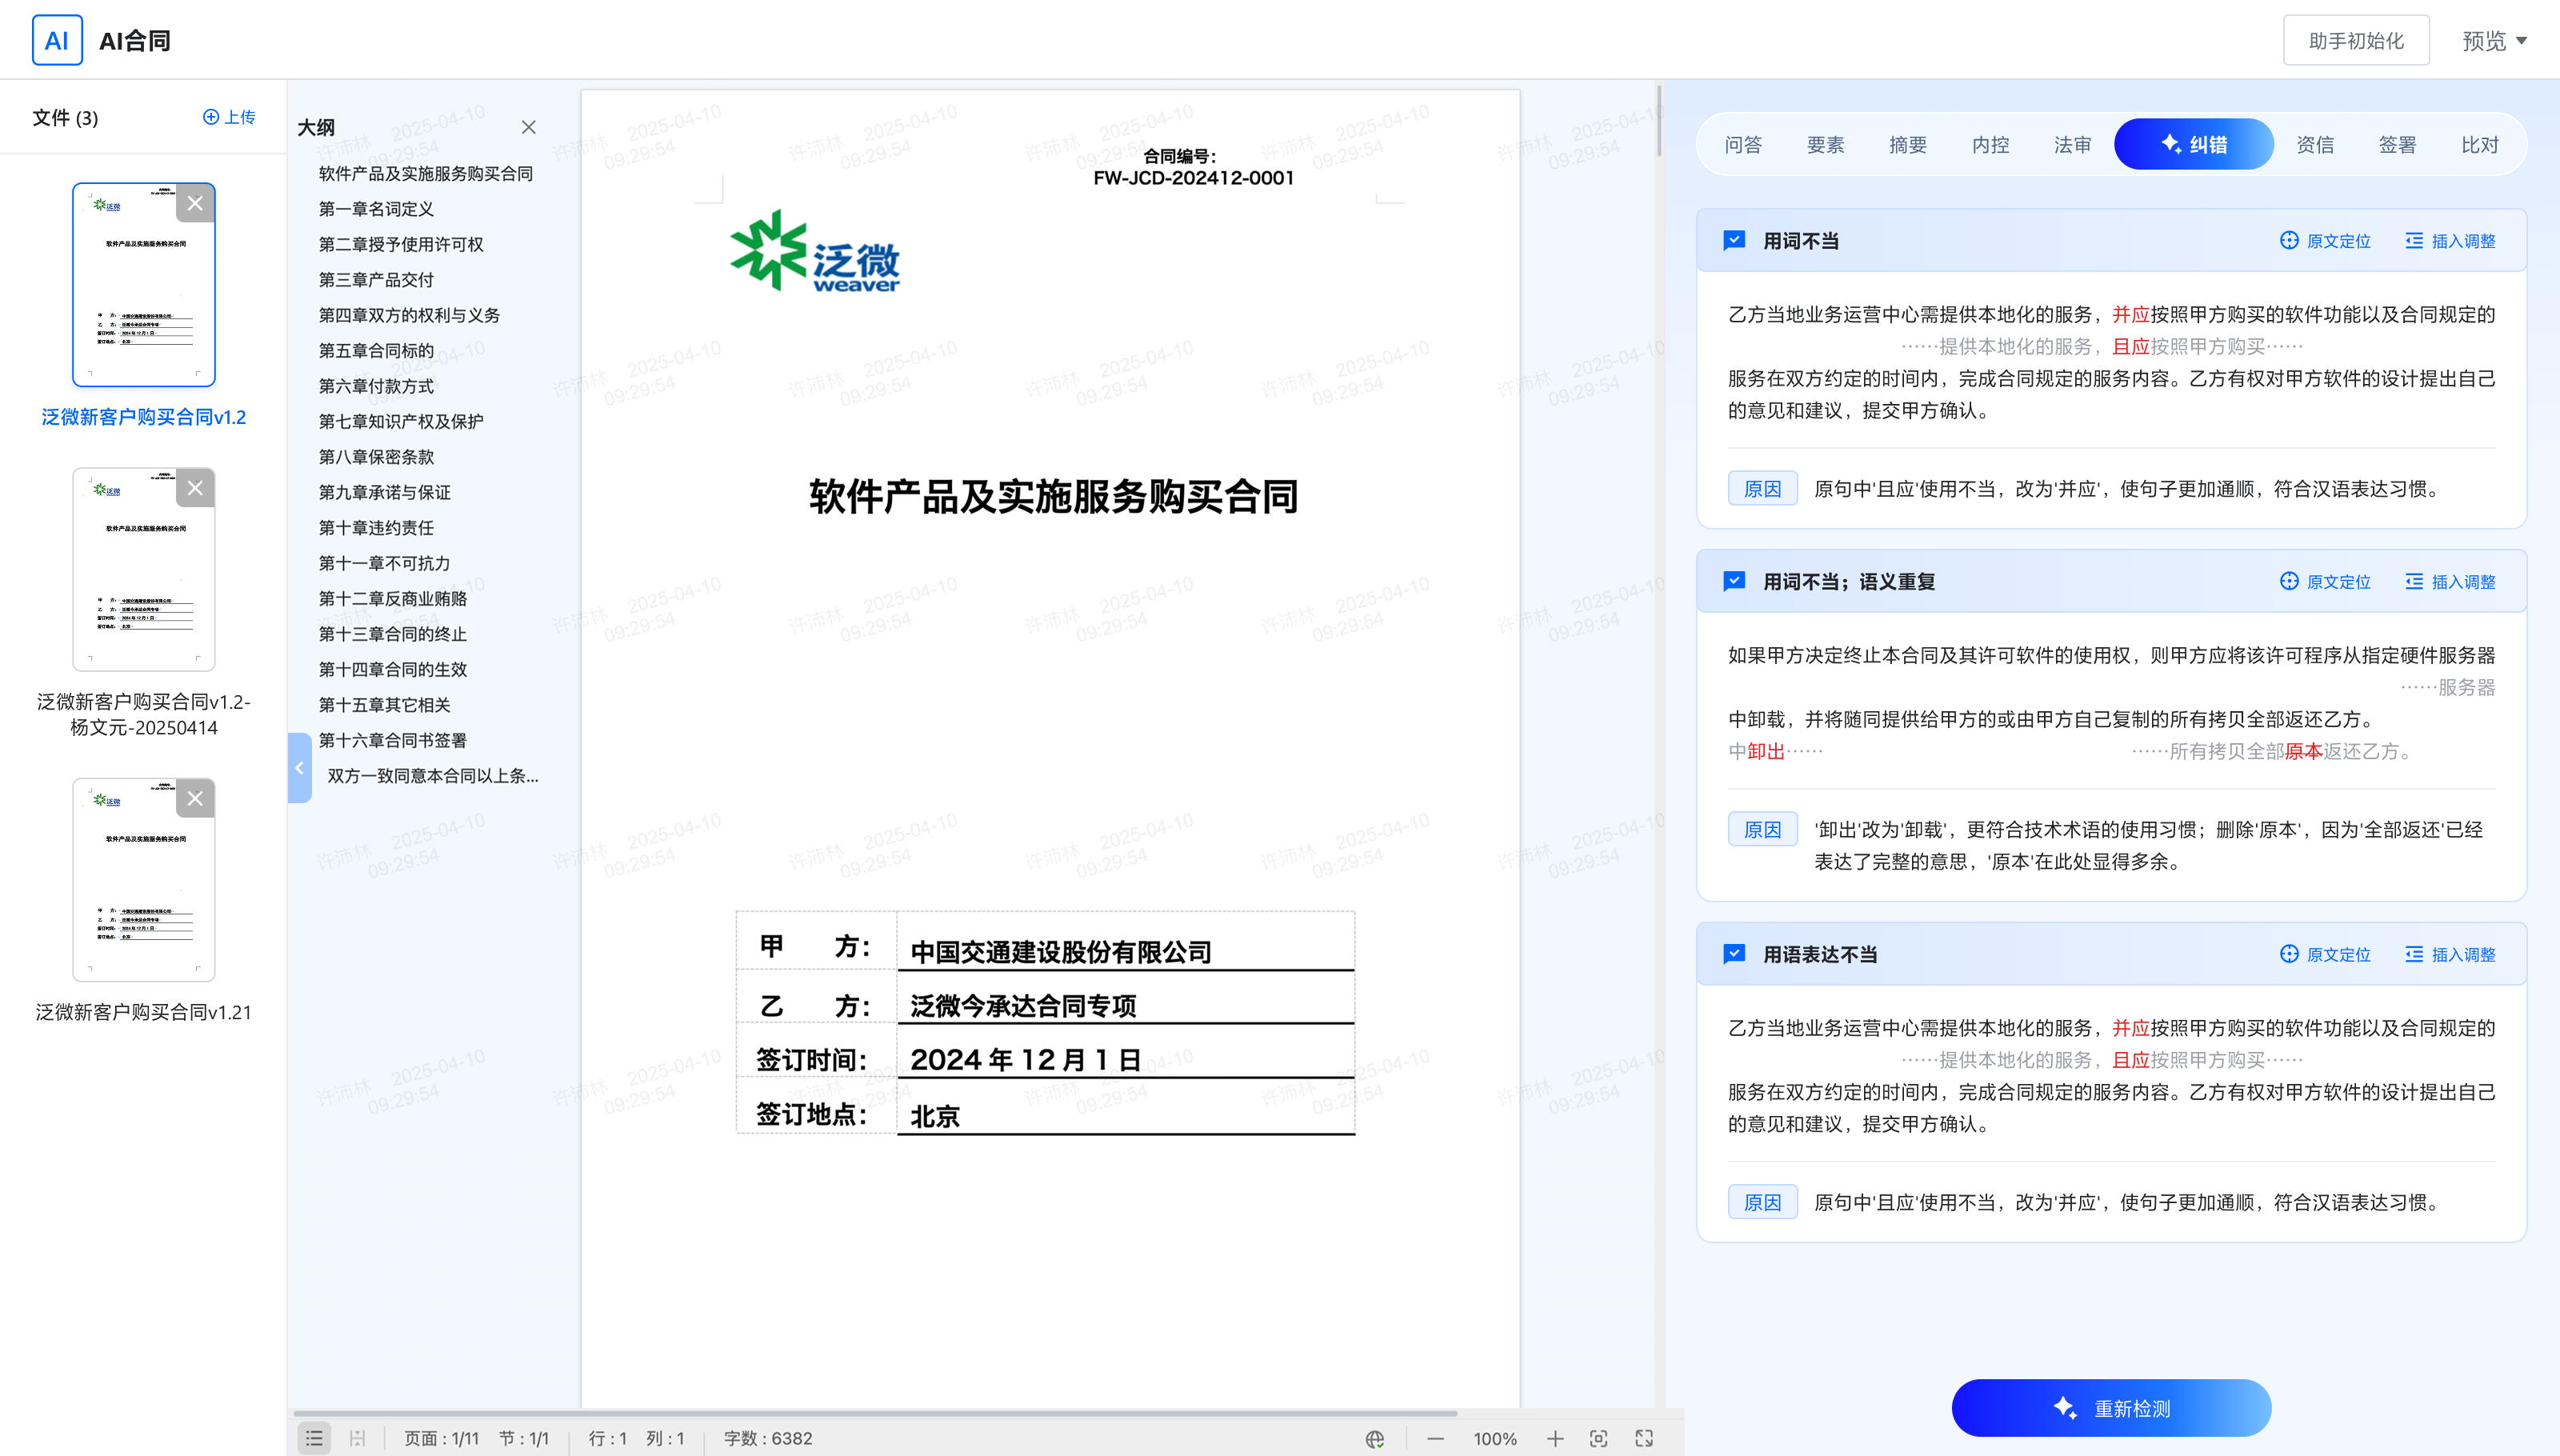 AI
AI合同
助手初始化
预览
文件 (3)
上传
泛微新客户购买合同v1.2
泛微新客户购买合同v1.2-
杨文元-20250414
泛微新客户购买合同v1.21
大纲
软件产品及实施服务购买合同
第一章名词定义
第二章授予使用许可权
第三章产品交付
第四章双方的权利与义务
第五章合同标的
第六章付款方式
第七章知识产权及保护
第八章保密条款
第九章承诺与保证
第十章违约责任
第十一章不可抗力
第十二章反商业贿赂
第十三章合同的终止
第十四章合同的生效
第十五章其它相关
第十六章合同书签署
双方一致同意本合同以上条...
合同编号：
FW-JCD-202412-0001
泛微
weaver
软件产品及实施服务购买合同
甲 方： 中国交通建设股份有限公司
乙 方： 泛微今承达合同专项
签订时间： 2024 年 12 月 1 日
签订地点： 北京
许沛林 2025-04-10
09:29:54
页面 : 1/11 节 : 1/1 行 : 1 列 : 1 字数 : 6382
100%
问答 要素 摘要 内控 法审 纠错 资信 签署 比对
用词不当 原文定位 插入调整
乙方当地业务运营中心需提供本地化的服务，并应按照甲方购买的软件功能以及合同规定的
……提供本地化的服务，且应按照甲方购买……
服务在双方约定的时间内，完成合同规定的服务内容。乙方有权对甲方软件的设计提出自己
的意见和建议，提交甲方确认。
原因 原句中'且应'使用不当，改为'并应'，使句子更加通顺，符合汉语表达习惯。
用词不当；语义重复 原文定位 插入调整
如果甲方决定终止本合同及其许可软件的使用权，则甲方应将该许可程序从指定硬件服务器
……服务器
中卸载，并将随同提供给甲方的或由甲方自己复制的所有拷贝全部返还乙方。
中卸出…… ……所有拷贝全部原本返还乙方。
原因 '卸出'改为'卸载'，更符合技术术语的使用习惯；删除'原本'，因为'全部返还'已经
表达了完整的意思，'原本'在此处显得多余。
用语表达不当 原文定位 插入调整
乙方当地业务运营中心需提供本地化的服务，并应按照甲方购买的软件功能以及合同规定的
……提供本地化的服务，且应按照甲方购买……
服务在双方约定的时间内，完成合同规定的服务内容。乙方有权对甲方软件的设计提出自己
的意见和建议，提交甲方确认。
原因 原句中'且应'使用不当，改为'并应'，使句子更加通顺，符合汉语表达习惯。
重新检测